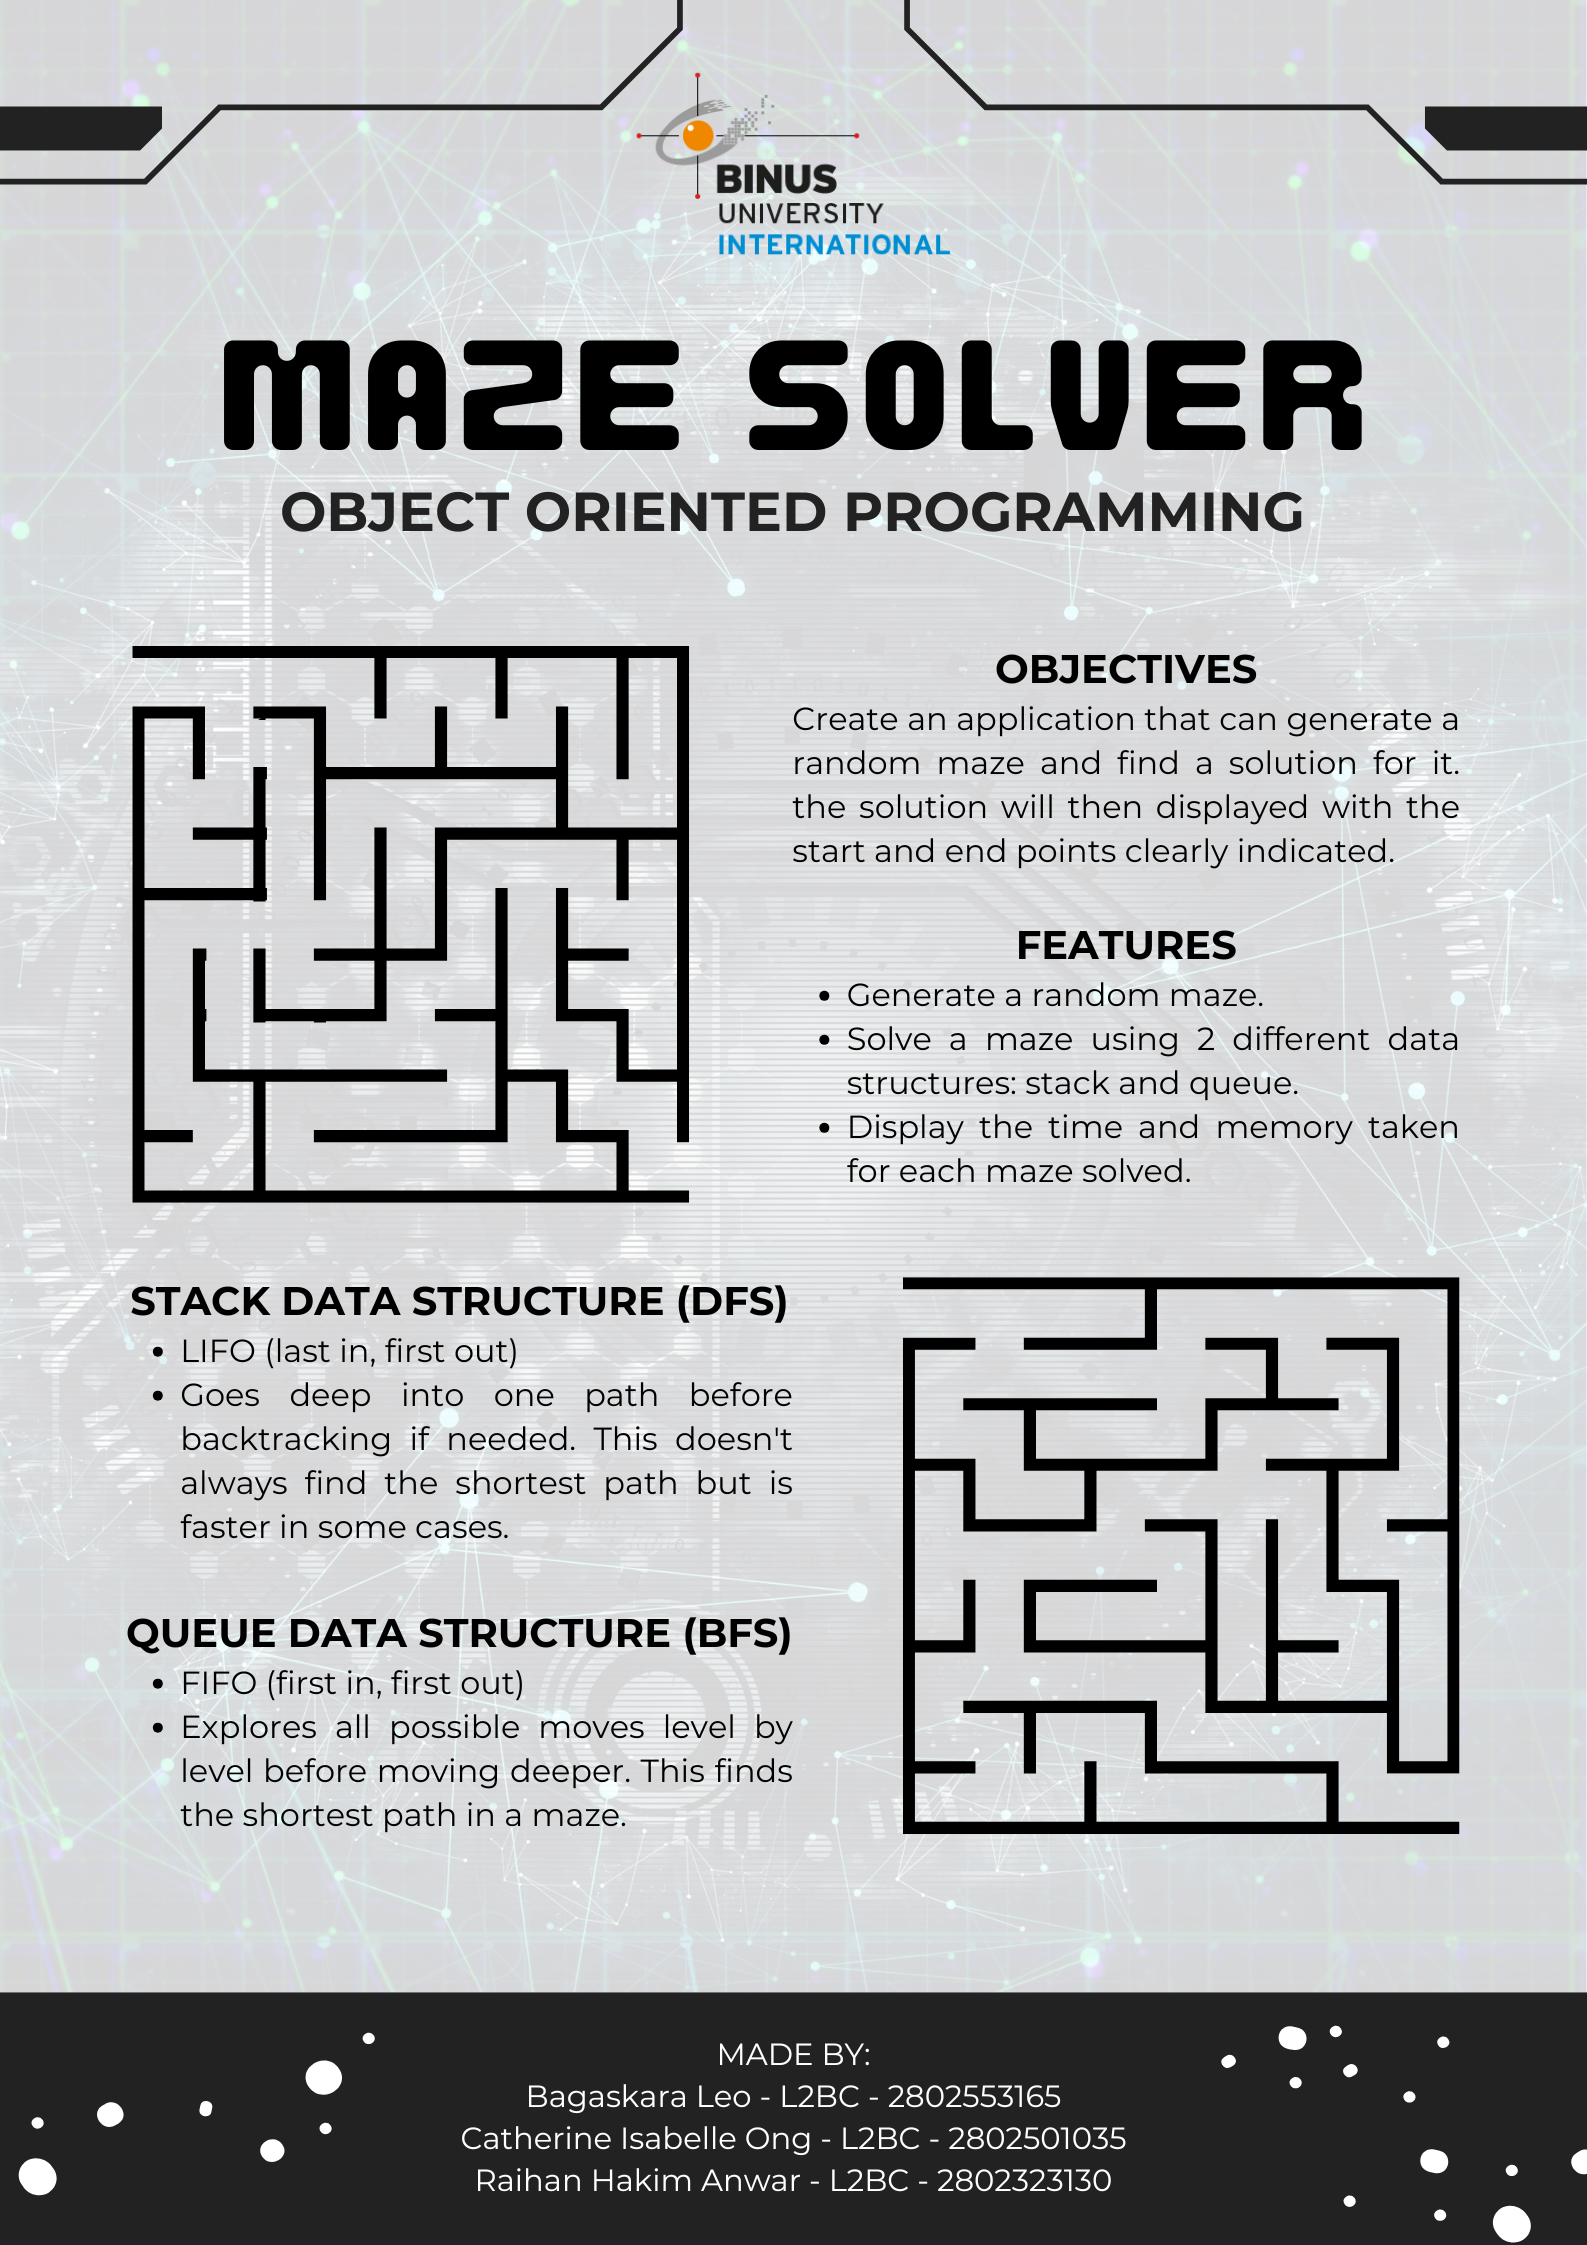 BINUS
UNIVERSITY
INTERNATIONAL
MAZE SOLVER
OBJECT ORIENTED PROGRAMMING
OBJECTIVES
Create an application that can generate a
random maze and find a solution for it.
the solution will then displayed with the
start and end points clearly indicated.
FEATURES
• Generate a random maze.
• Solve a maze using 2 different data
structures: stack and queue.
• Display the time and memory taken
for each maze solved.
STACK DATA STRUCTURE (DFS)
• LIFO (last in, first out)
• Goes deep into one path before
backtracking if needed. This doesn't
always find the shortest path but is
faster in some cases.
QUEUE DATA STRUCTURE (BFS)
• FIFO (first in, first out)
• Explores all possible moves level by
level before moving deeper. This finds
the shortest path in a maze.
MADE BY:
Bagaskara Leo - L2BC - 2802553165
Catherine Isabelle Ong - L2BC - 2802501035
Raihan Hakim Anwar - L2BC - 2802323130